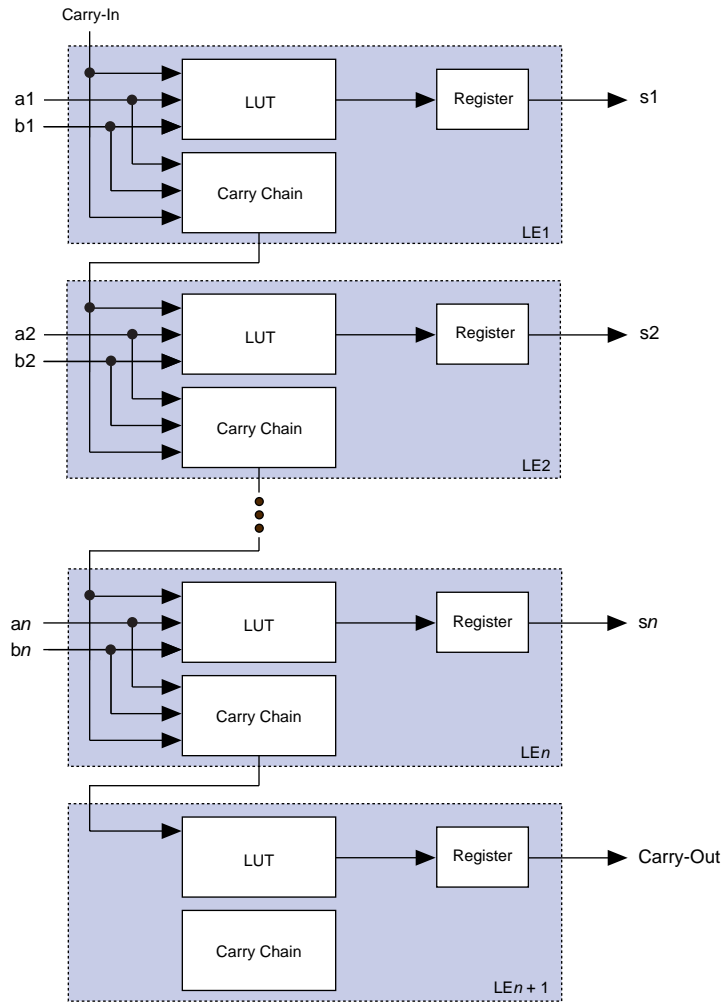 Carry-In
a1
b1
LUT
Register
s1
Carry Chain
LE1
a2
b2
LUT
Register
s2
Carry Chain
LE2
an
bn
LUT
Register
sn
Carry Chain
LEn
LUT
Register
Carry-Out
Carry Chain
LEn + 1